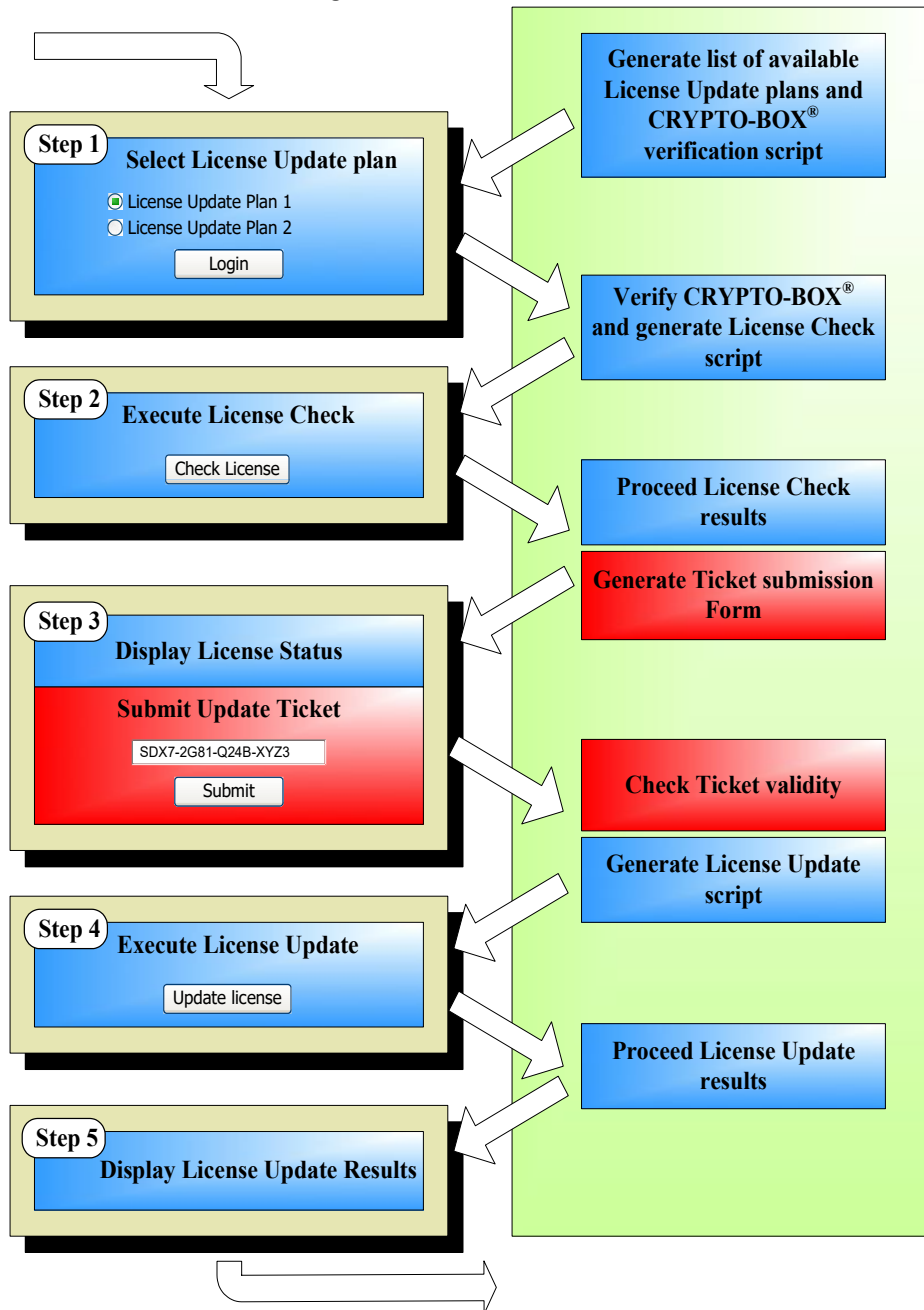 Generate list of available
License Update plans and
CRYPTO-BOX®
verification script
Step 1
Select License Update plan
License Update Plan 1
License Update Plan 2
Login
Verify CRYPTO-BOX®
and generate License Check
script
Step 2
Execute License Check
Check License
Proceed License Check
results
Generate Ticket submission
Form
Step 3
Display License Status
Submit Update Ticket
SDX7-2G81-Q24B-XYZ3
Submit
Check Ticket validity
Generate License Update
script
Step 4
Execute License Update
Update license
Proceed License Update
results
Step 5
Display License Update Results